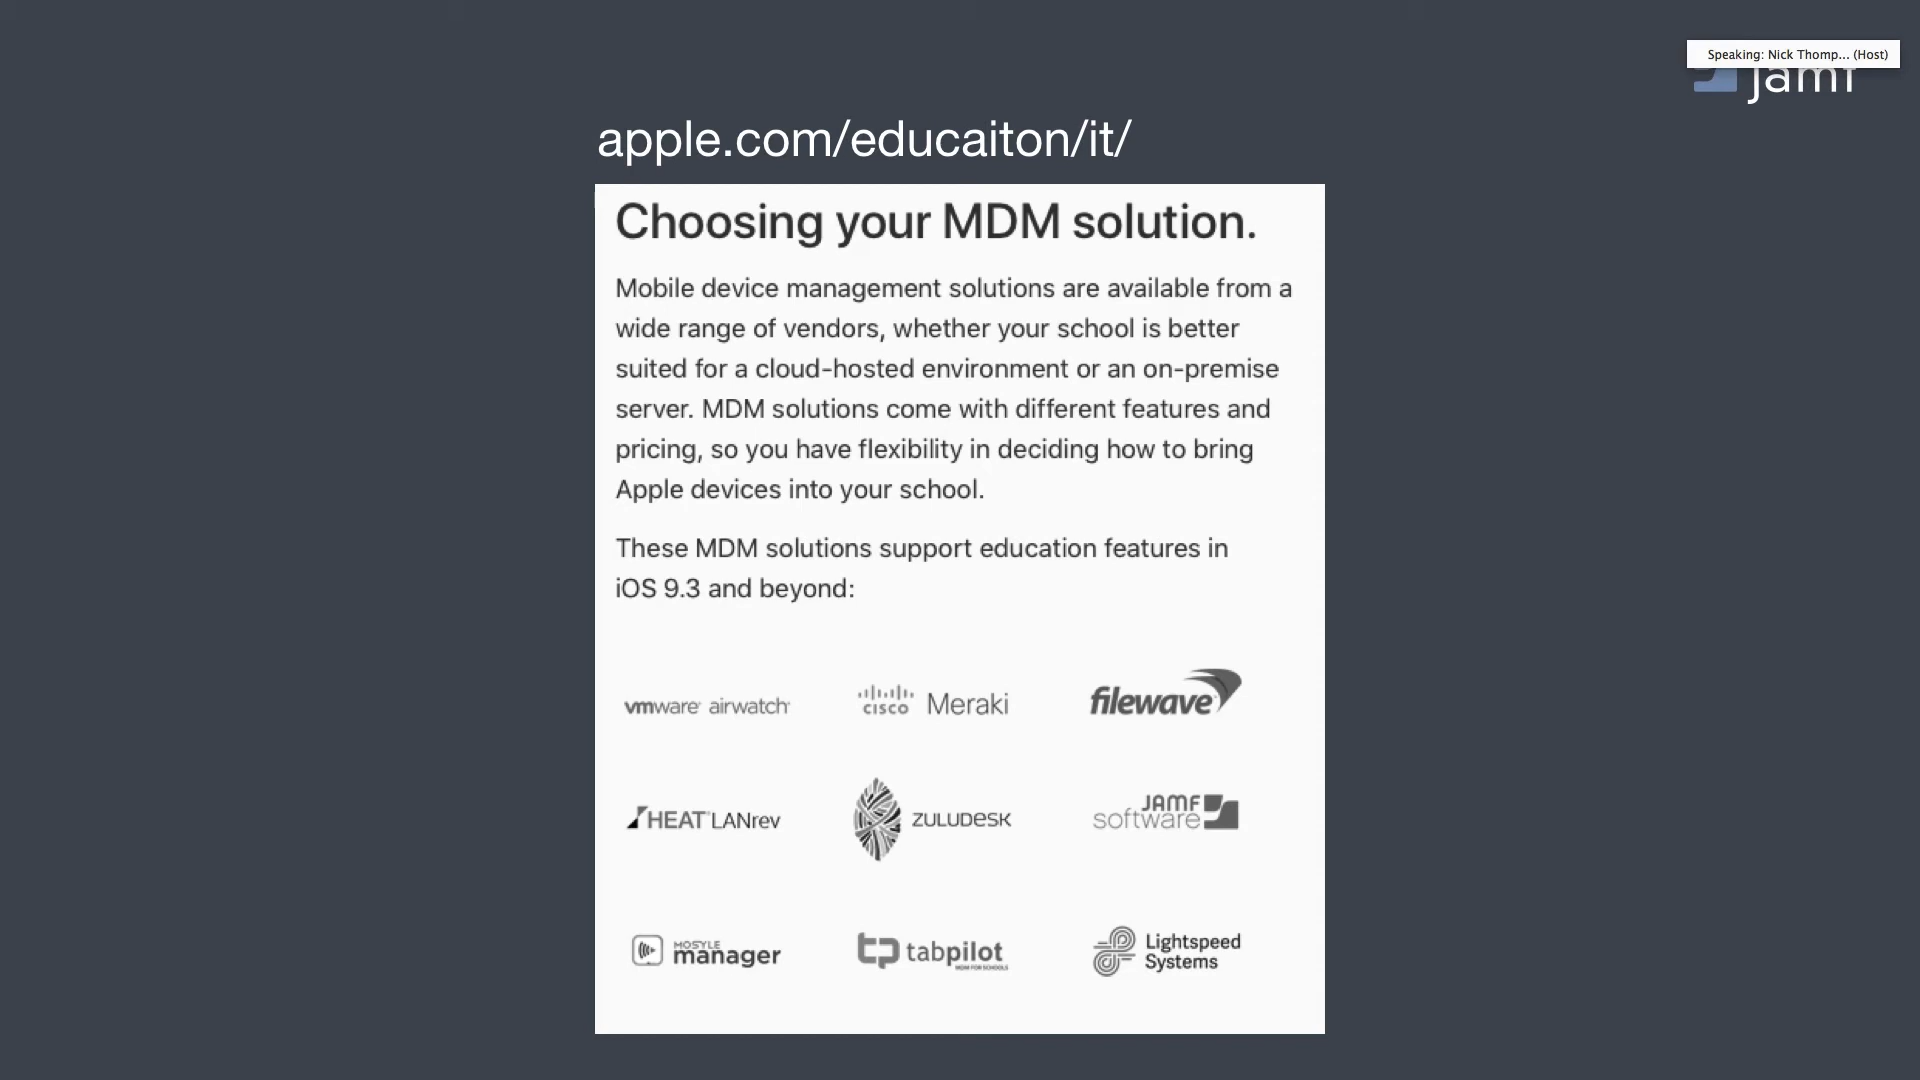 Speaking: Nick Thomp... (Host)
jamf
apple.com/educaiton/it/
Choosing your MDM solution.
Mobile device management solutions are available from a
wide range of vendors, whether your school is better
suited for a cloud-hosted environment or an on-premise
server. MDM solutions come with different features and
pricing, so you have flexibility in deciding how to bring
Apple devices into your school.
These MDM solutions support education features in
iOS 9.3 and beyond:
vmware airwatch
cisco Meraki
filewave
HEAT LANrev
ZULUDESK
JAMF
software
MOSYLE
manager
tabpilot
MDM FOR SCHOOLS
Lightspeed
Systems